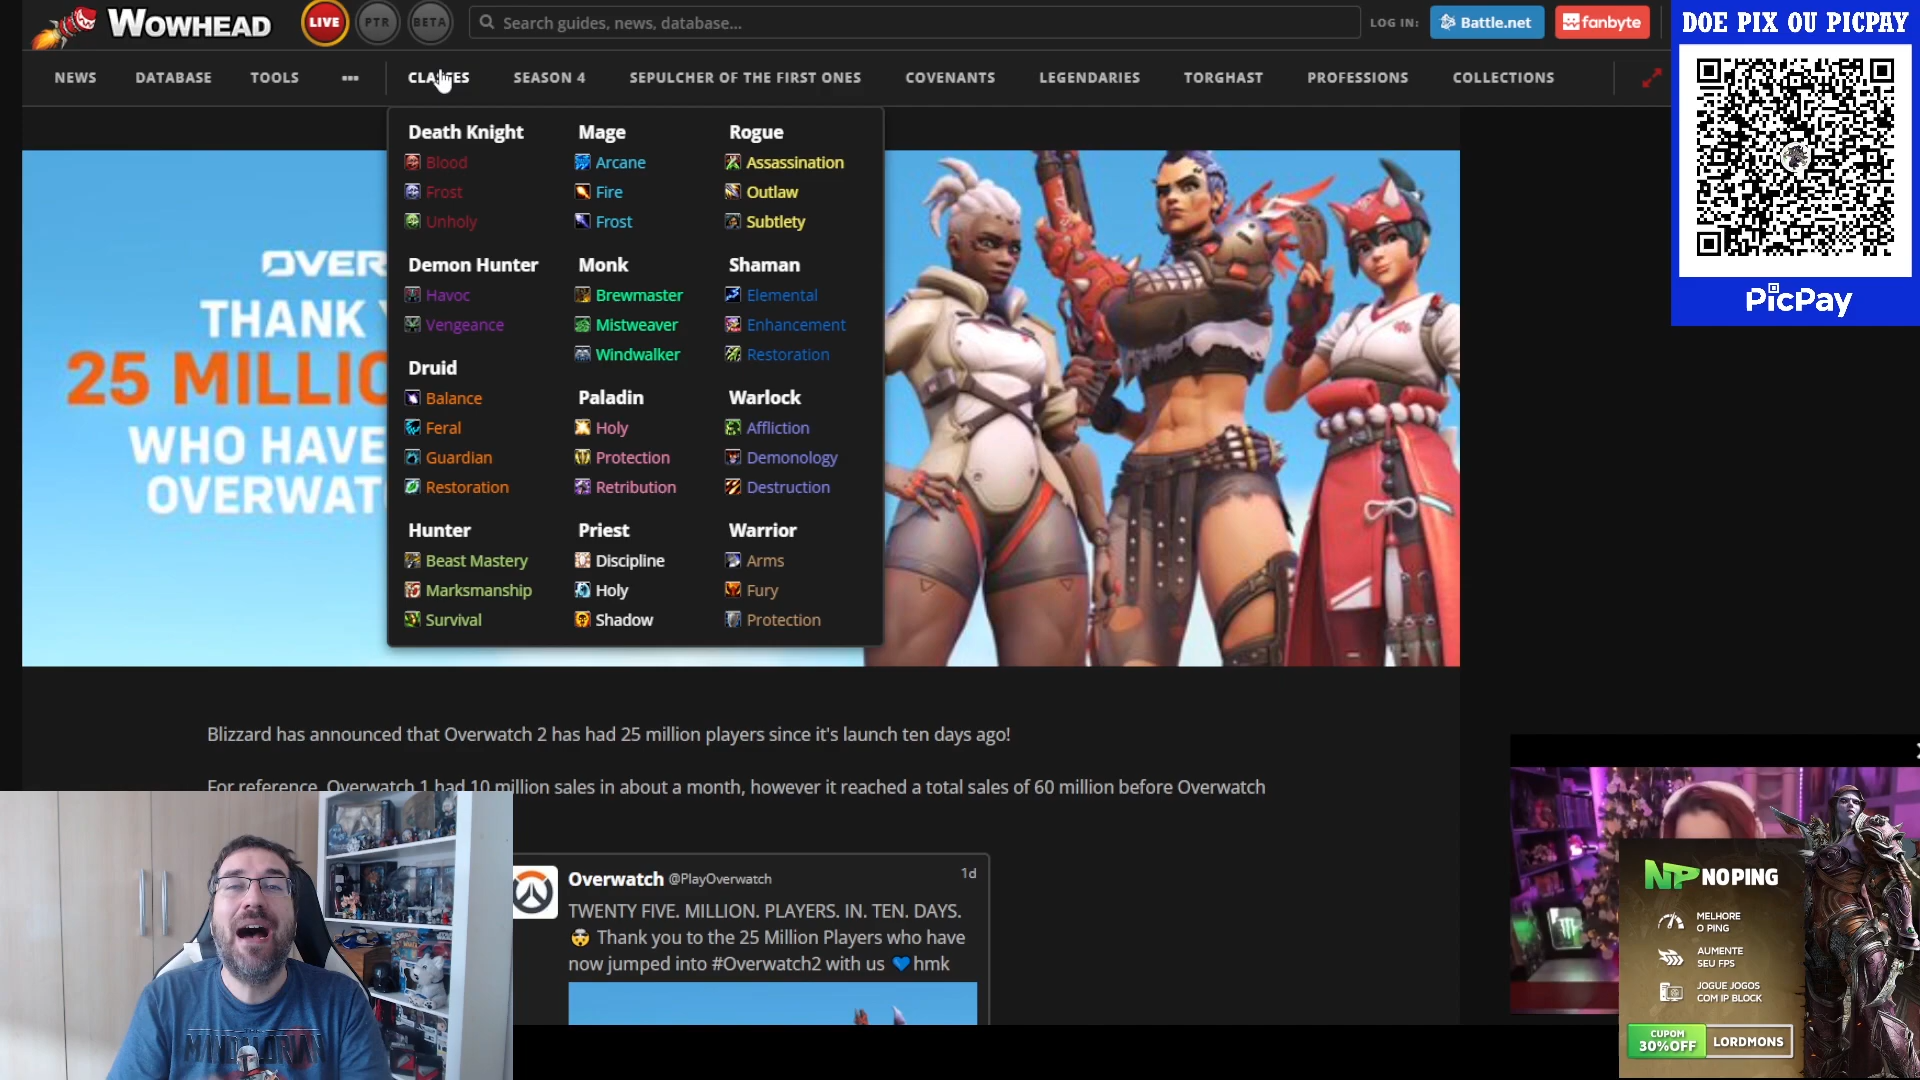 WOWHEAD
LIVE
PTR
BETA
Search guides, news, database...
LOG IN:
Battle.net
fanbyte
DOE PIX OU PICPAY
NEWS
DATABASE
TOOLS
•••
SEASON 4
SEPULCHER OF THE FIRST ONES
COVENANTS
LEGENDARIES
TORGHAST
PROFESSIONS
COLLECTIONS
Death Knight
Blood
Frost
Unholy
Demon Hunter
Havoc
Vengeance
Druid
Balance
Feral
Guardian
Restoration
Hunter
Beast Mastery
Marksmanship
Survival
Mage
Arcane
Fire
Frost
Monk
Brewmaster
Mistweaver
Windwalker
Paladin
Holy
Protection
Retribution
Priest
Discipline
Holy
Shadow
Rogue
Assassination
Outlaw
Subtlety
Shaman
Elemental
Enhancement
Restoration
Warlock
Affliction
Demonology
Destruction
Warrior
Arms
Fury
Protection
PicPay
OVER
THANK
25 MILLIO
WHO HAVE
OVERWAT
Blizzard has announced that Overwatch 2 has had 25 million players since it's launch ten days ago!
For reference, Overwatch 1 had 10 million sales in about a month, however it reached a total sales of 60 million before Overwatch
Overwatch @PlayOverwatch
1d
TWENTY FIVE. MILLION. PLAYERS. IN. TEN. DAYS.
🤯 Thank you to the 25 Million Players who have
now jumped into #Overwatch2 with us 💙hmk
NP NOPING
MELHORE
O PING
AUMENTE
SEU FPS
JOGUE JOGOS
COM IP BLOCK
CUPOM
30%OFF
LORDMONS